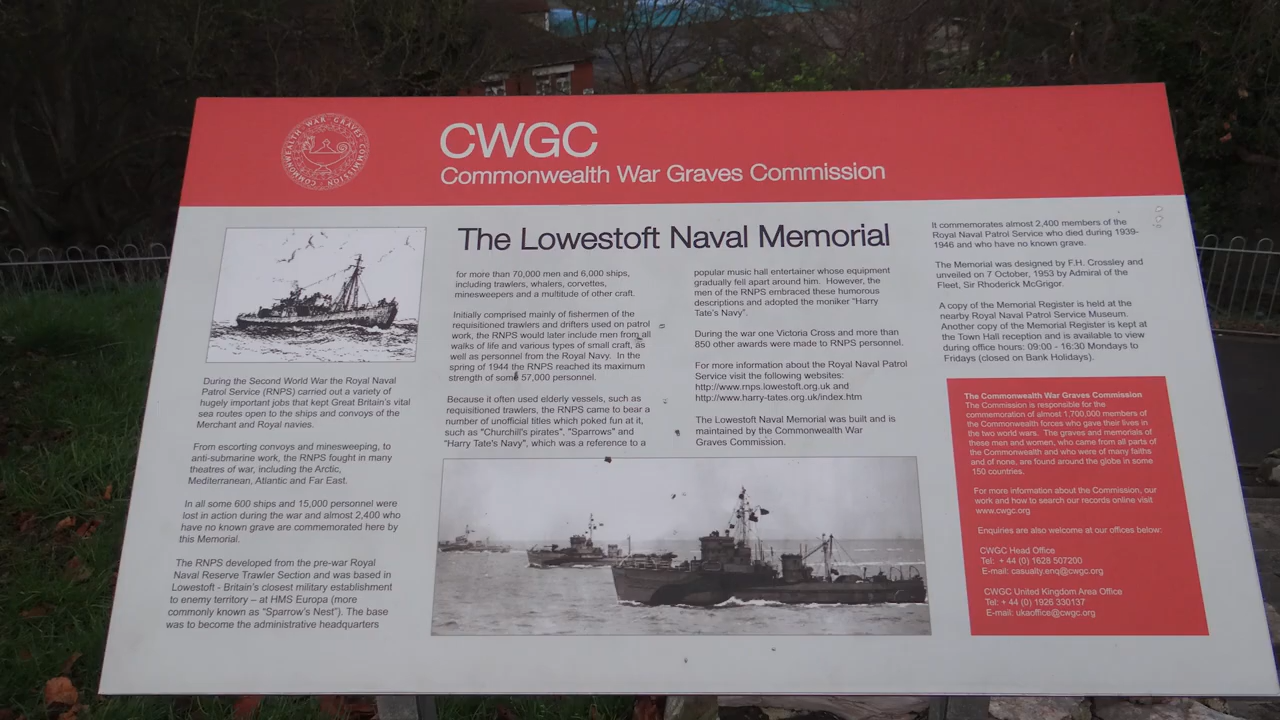 COMMONWEALTH WAR GRAVES COMMISSION
CWGC
Commonwealth War Graves Commission
The Lowestoft Naval Memorial
During the Second World War the Royal Naval
Patrol Service (RNPS) carried out a variety of
hugely important jobs that kept Great Britain's vital
sea routes open to the ships and convoys of the
Merchant and Royal navies.
From escorting convoys and minesweeping, to
anti-submarine work, the RNPS fought in many
theatres of war, including the Arctic,
Mediterranean, Atlantic and Far East.
In all some 600 ships and 15,000 personnel were
lost in action during the war and almost 2,400 who
have no known grave are commemorated here by
this Memorial.
The RNPS developed from the pre-war Royal
Naval Reserve Trawler Section and was based in
Lowestoft - Britain's closest military establishment
to enemy territory – at HMS Europa (more
commonly known as "Sparrow's Nest"). The base
was to become the administrative headquarters
for more than 70,000 men and 6,000 ships,
including trawlers, whalers, corvettes,
minesweepers and a multitude of other craft.
Initially comprised mainly of fishermen of the
requisitioned trawlers and drifters used on patrol
work, the RNPS would later include men from all
walks of life and various types of small craft, as
well as personnel from the Royal Navy. In the
spring of 1944 the RNPS reached its maximum
strength of some 57,000 personnel.
Because it often used elderly vessels, such as
requisitioned trawlers, the RNPS came to bear a
number of unofficial titles which poked fun at it,
such as "Churchill's pirates", "Sparrows" and
"Harry Tate's Navy", which was a reference to a
popular music hall entertainer whose equipment
gradually fell apart around him. However, the
men of the RNPS embraced these humorous
descriptions and adopted the moniker "Harry
Tate's Navy".
During the war one Victoria Cross and more than
850 other awards were made to RNPS personnel.
For more information about the Royal Naval Patrol
Service visit the following websites:
http://www.rnps.lowestoft.org.uk and
http://www.harry-tates.org.uk/index.htm
The Lowestoft Naval Memorial was built and is
maintained by the Commonwealth War
Graves Commission.
It commemorates almost 2,400 members of the
Royal Naval Patrol Service who died during 1939-
1946 and who have no known grave.
The Memorial was designed by F.H. Crossley and
unveiled on 7 October, 1953 by Admiral of the
Fleet, Sir Rhoderick McGrigor.
A copy of the Memorial Register is held at the
nearby Royal Naval Patrol Service Museum.
Another copy of the Memorial Register is kept at
the Town Hall reception and is available to view
during office hours: 09:00 - 16:30 Mondays to
Fridays (closed on Bank Holidays).
The Commonwealth War Graves Commission
The Commission is responsible for the
commemoration of almost 1,700,000 members of
the Commonwealth forces who gave their lives in
the two world wars. The graves and memorials of
these men and women, who came from all parts of
the Commonwealth and who were of many faiths
and of none, are found around the globe in some
150 countries.
For more information about the Commission, our
work and how to search our records online visit
www.cwgc.org
Enquiries are also welcome at our offices below:
CWGC Head Office
Tel: + 44 (0) 1628 507200
E-mail: casualty.enq@cwgc.org
CWGC United Kingdom Area Office
Tel: + 44 (0) 1926 330137
E-mail: ukaoffice@cwgc.org